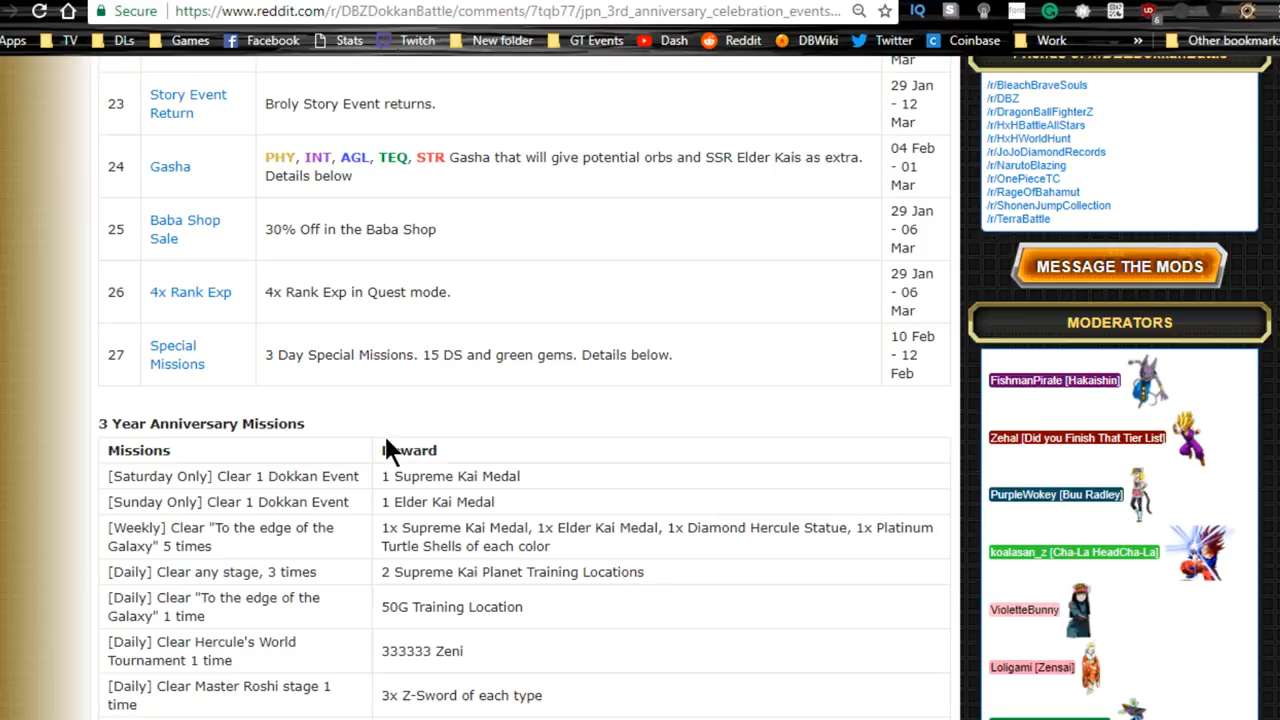 Secure https://www.reddit.com/r/DBZDokkanBattle/comments/7tqb77/jpn_3rd_anniversary_celebration_events...
Apps TV DLs Games Facebook Stats Twitch New folder GT Events Dash Reddit DBWiki Twitter Coinbase Work » Other bookmarks
Mar
23 Story Event Return Broly Story Event returns. 29 Jan - 12 Mar
24 Gasha PHY, INT, AGL, TEQ, STR Gasha that will give potential orbs and SSR Elder Kais as extra. Details below 04 Feb - 01 Mar
25 Baba Shop Sale 50% Off In the Baba Shop 29 Jan - 06 Mar
26 4x Rank Exp 4x Rank Exp in Quest mode. 29 Jan - 06 Mar
27 Special Missions 3 Day Special Missions. 15 DS and green gems. Details below. 10 Feb - 12 Feb
3 Year Anniversary Missions
Missions
[Saturday Only] Clear 1 Dokkan Event 1 Supreme Kai Medal
[Sunday Only] Clear 1 Dokkan Event 1 Elder Kai Medal
[Weekly] Clear "To the edge of the Galaxy" 5 times 1x Supreme Kai Medal, 1x Elder Kai Medal, 1x Diamond Hercule Statue, 1x Platinum Turtle Shells of each color
[Daily] Clear any stage, times 2 Supreme Kai Planet Training Locations
[Daily] Clear "To the edge of the Galaxy" 1 time 50G Training Location
[Daily] Clear Hercule's World Tournament 1 time 333333 Zeni
[Daily] Clear Master Roshi stage 1 time 3x Z-Sword of each type
/r/BleachBraveSouls
/r/DBZ
/r/DragonBallFighterZ
/r/HxHBattleAllStars
/r/HxHWorldHunt
/r/JoJoDiamondRecords
/r/NarutoBlazing
/r/OnePieceTC
/r/RageOfBahamut
/r/ShonenJumpCollection
/r/TerraBattle
MESSAGE THE MODS
MODERATORS
FishmanPirate [Hakaishin]
Zehal [Did you Finish That Tier List]
PurpleWokey [Buu Radley]
koalasan_z [Cha-La HeadCha-La]
VioletteBunny
Loligami [Zensai]